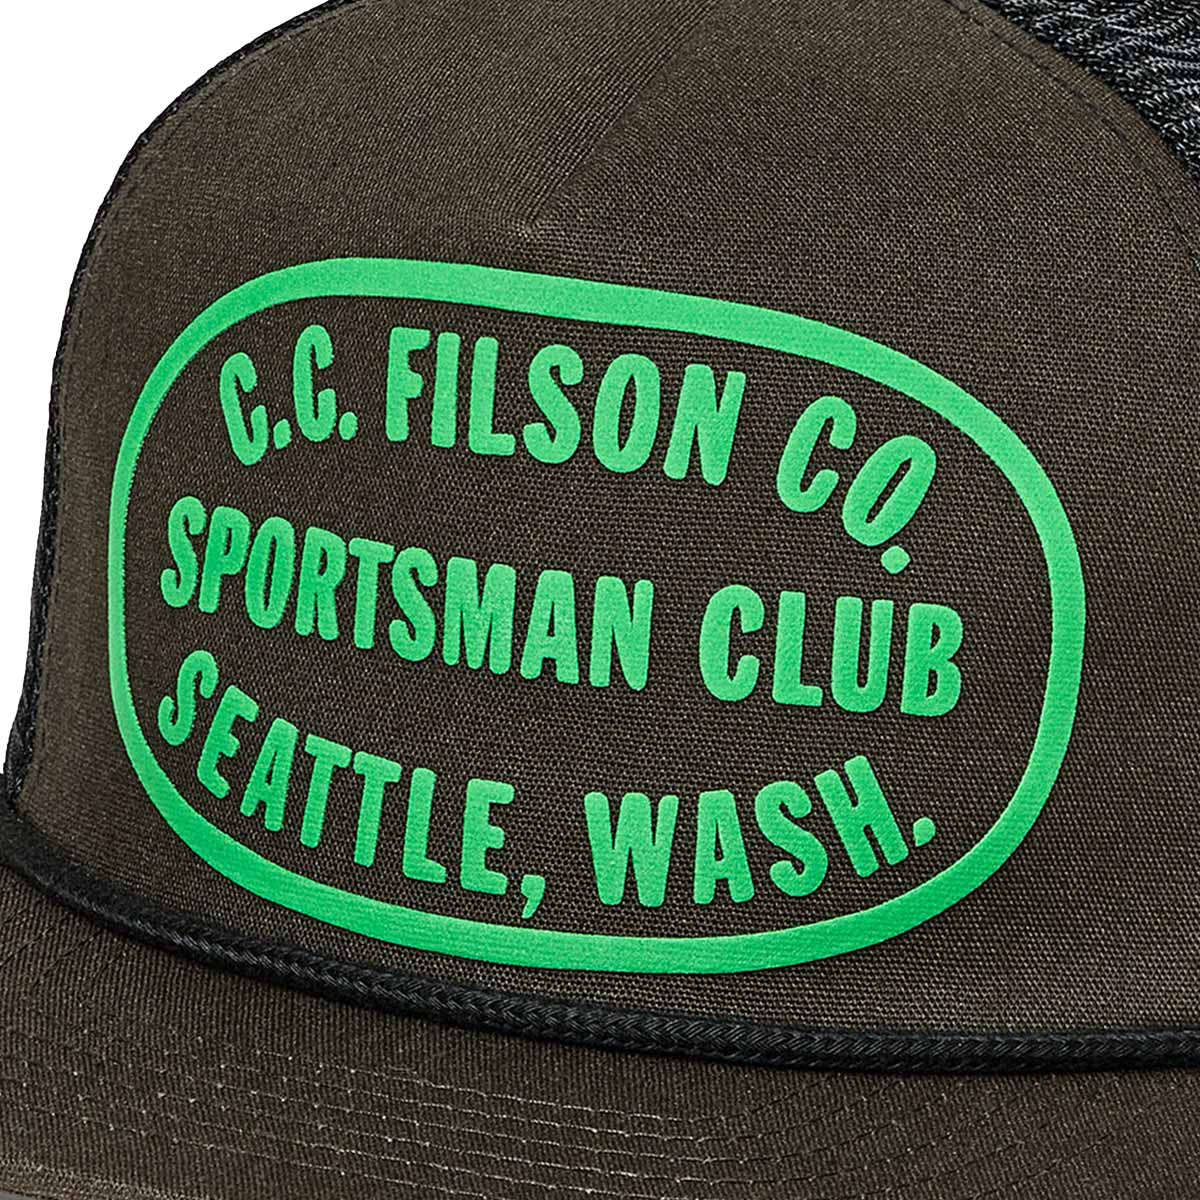 C.C. FILSON CO.
SPORTSMAN CLUB
SEATTLE, WASH.